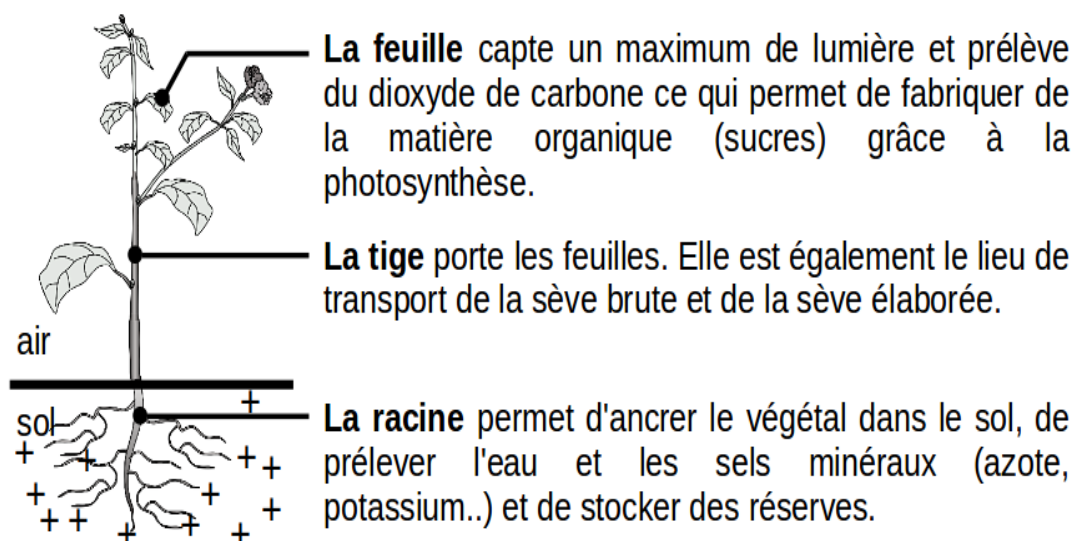 La feuille capte un maximum de lumière et prélève
du dioxyde de carbone ce qui permet de fabriquer de
la matière organique (sucres) grâce à la
photosynthèse.
La tige porte les feuilles. Elle est également le lieu de
transport de la sève brute et de la sève élaborée.
air
sol
La racine permet d'ancrer le végétal dans le sol, de
prélever l'eau et les sels minéraux (azote,
potassium..) et de stocker des réserves.